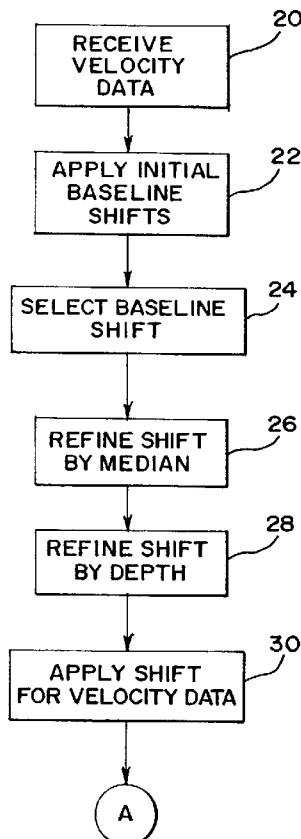 20
RECEIVE
VELOCITY
DATA
22
APPLY INITIAL
BASELINE
SHIFTS
24
SELECT BASELINE
SHIFT
26
REFINE SHIFT
BY MEDIAN
28
REFINE SHIFT
BY DEPTH
30
APPLY SHIFT
FOR VELOCITY DATA
A